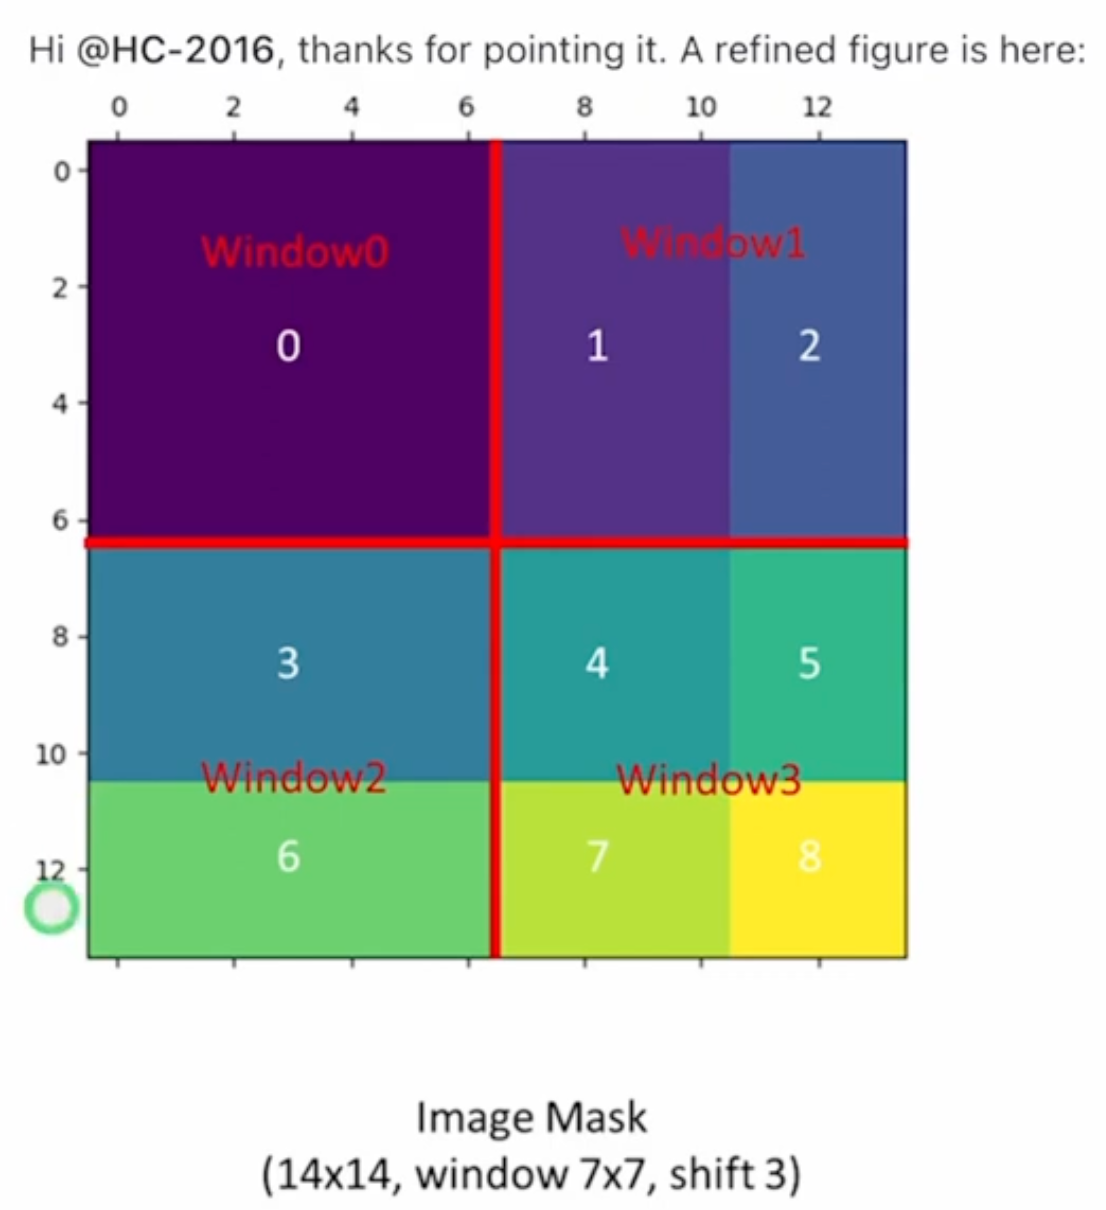 Hi @HC-2016, thanks for pointing it. A refined figure is here:
0 2 4 6 8 10 12
0
Window0 Window1
2
0 1 2
4
6
8
3 4 5
10
Window2 Window3
6 7 8
12
Image Mask
(14x14, window 7x7, shift 3)